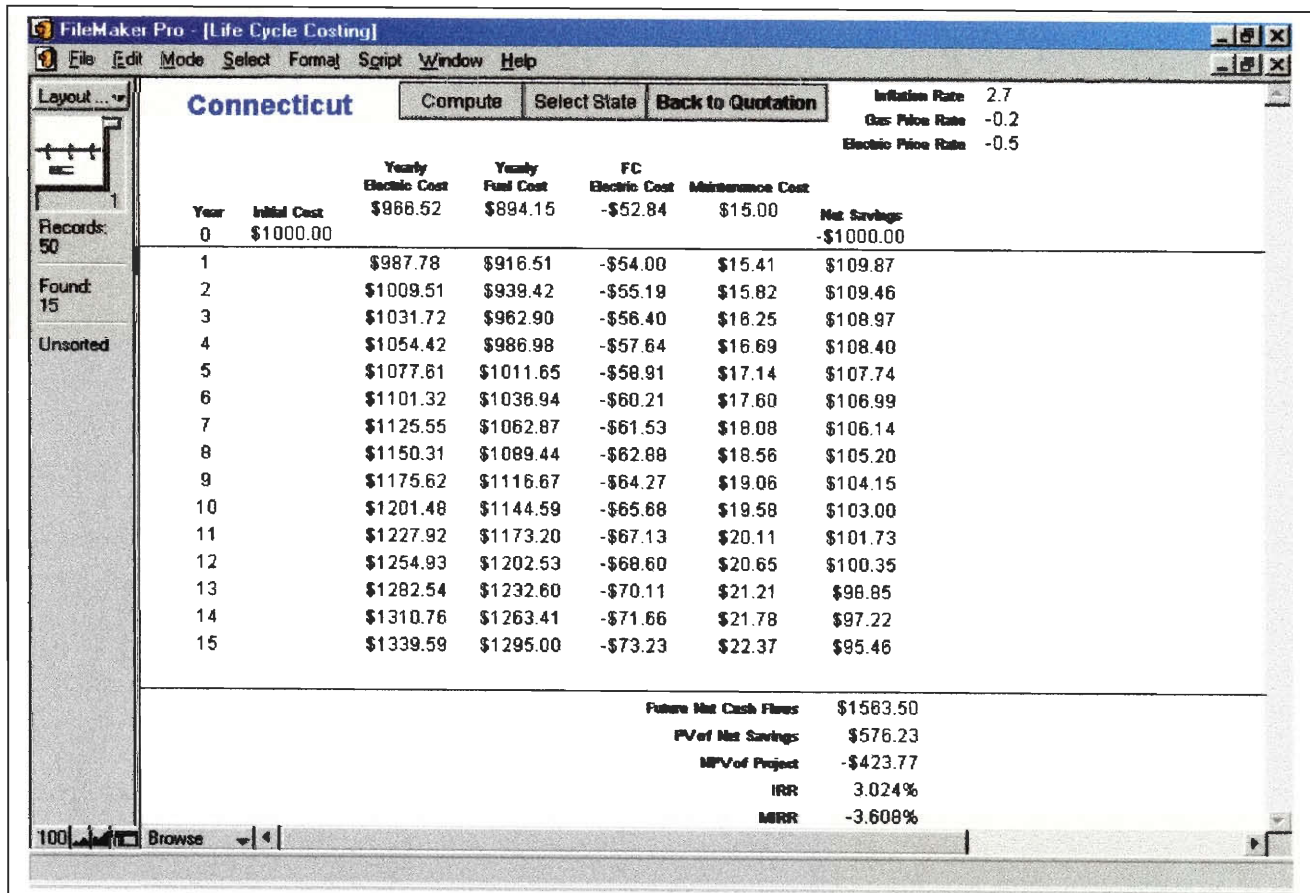 FileMaker Pro - [Life Cycle Costing]
File Edit Mode Select Format Script Window Help
Layout ...
Connecticut Compute Select State Back to Quotation
Inflation Rate 2.7
Gas Price Rate -0.2
Electric Price Rate -0.5
1
Records:
50
Found:
15
Unsorted
Yearly Yearly FC
Electric Cost Fuel Cost Electric Cost Maintenance Cost
Year Initial Cost $966.52 $894.15 -$52.84 $15.00 Net Savings
0 $1000.00 -$1000.00
1 $987.78 $916.51 -$54.00 $15.41 $109.87
2 $1009.51 $939.42 -$55.19 $15.82 $109.46
3 $1031.72 $962.90 -$56.40 $16.25 $108.97
4 $1054.42 $986.98 -$57.64 $16.69 $108.40
5 $1077.61 $1011.65 -$58.91 $17.14 $107.74
6 $1101.32 $1036.94 -$60.21 $17.60 $106.99
7 $1125.55 $1062.87 -$61.53 $18.08 $106.14
8 $1150.31 $1089.44 -$62.88 $18.56 $105.20
9 $1175.62 $1116.67 -$64.27 $19.06 $104.15
10 $1201.48 $1144.59 -$65.68 $19.58 $103.00
11 $1227.92 $1173.20 -$67.13 $20.11 $101.73
12 $1254.93 $1202.53 -$68.60 $20.65 $100.35
13 $1282.54 $1232.60 -$70.11 $21.21 $98.85
14 $1310.76 $1263.41 -$71.66 $21.78 $97.22
15 $1339.59 $1295.00 -$73.23 $22.37 $95.46
Future Net Cash Flows $1563.50
PV of Net Savings $576.23
NPV of Project -$423.77
IRR 3.024%
MIRR -3.608%
100 Browse